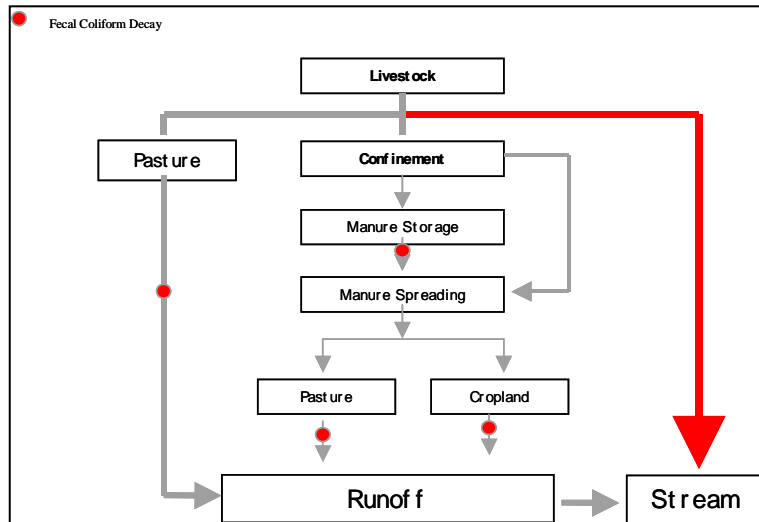 Fecal Coliform Decay
Livestock
Pasture
Confinement
Manure Storage
Manure Spreading
Pasture
Cropland
Runoff
Stream